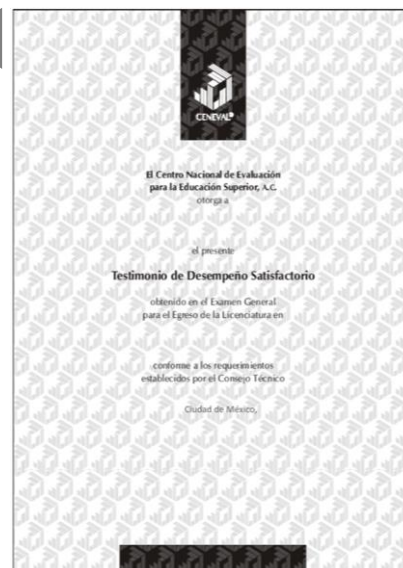 CENEVAL®
El Centro Nacional de Evaluación
para la Educación Superior, A.C.
otorga a
el presente
Testimonio de Desempeño Satisfactorio
obtenido en el Examen General
para el Egreso de la Licenciatura en
conforme a los requerimientos
establecidos por el Consejo Técnico
Ciudad de México,